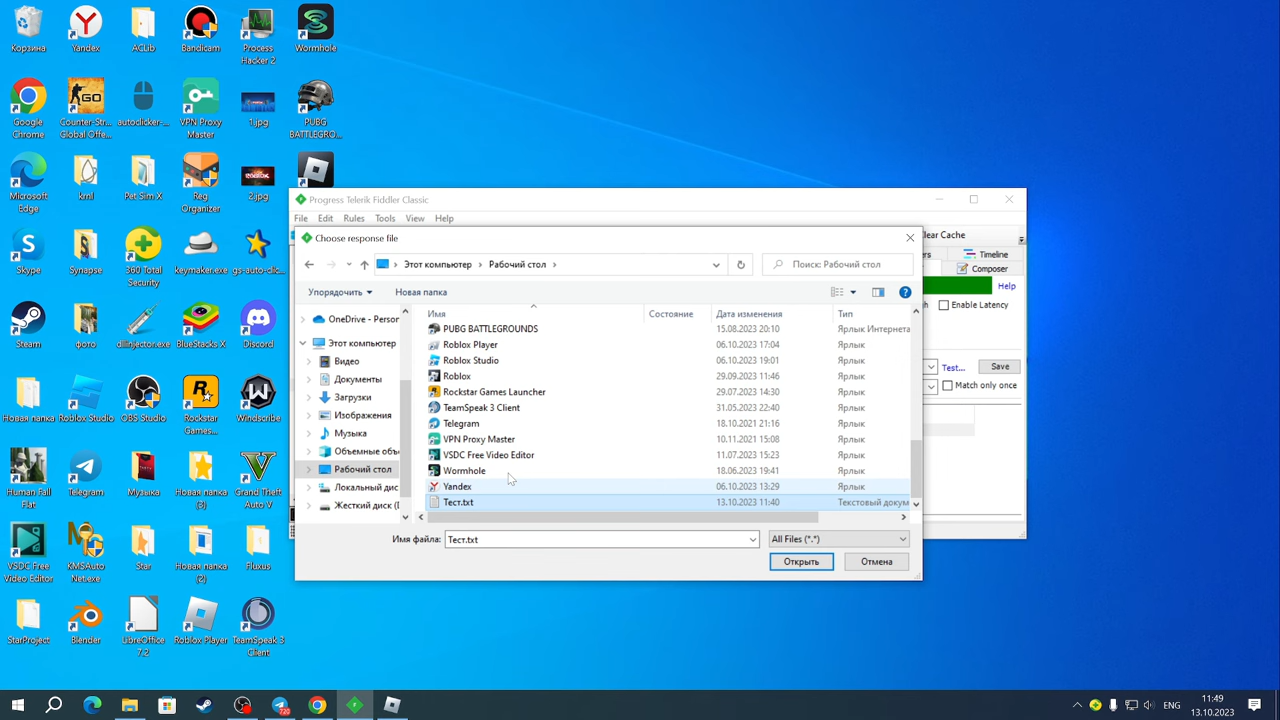 Корзина
Yandex
ACLib
Bandicam
Process
Hacker 2
Wormhole
Google
Chrome
Counter-Str...
Global Offe...
autoclicker-...
VPN Proxy
Master
1.jpg
PUBG
BATTLEGRO...
Microsoft
Edge
kml
Pet Sim X
Reg
Organizer
2.jpg
Skype
Synapse
360 Total
Security
keymaker.exe
gs-auto-clic...
Steam
фото
dllinjector.exe
BlueStacks X
Discord
Новая папка
Roblox Studio
OBS Studio
Rockstar
Games...
Windscribe
Human Fall
Flat
Telegram
Музыка
Новая папка
(3)
Grand Theft
Auto V
VSDC Free
Video Editor
KMSAuto
Net.exe
Star
Новая папка
(2)
Fluxus
StarProject
Blender
LibreOffice
7.2
Roblox Player
TeamSpeak 3
Client
Progress Telerik Fiddler Classic
File Edit Rules Tools View Help
Clear Cache
Timeline
Composer
Help
Enable Latency
Test...
Save
Match only once
Choose response file
Этот компьютер
Рабочий стол
Поиск: Рабочий стол
Упорядочить
Новая папка
Имя
Состояние
Дата изменения
Тип
OneDrive - Person
Этот компьютер
Видео
Документы
Загрузки
Изображения
Музыка
Объемные объ
Рабочий стол
Локальный дис
Жесткий диск (D
PUBG BATTLEGROUNDS 15.08.2023 20:10 Ярлык Интернета
Roblox Player 06.10.2023 17:04 Ярлык
Roblox Studio 06.10.2023 19:01 Ярлык
Roblox 29.09.2023 11:46 Ярлык
Rockstar Games Launcher 29.07.2023 14:30 Ярлык
TeamSpeak 3 Client 31.05.2023 22:40 Ярлык
Telegram 18.10.2021 21:16 Ярлык
VPN Proxy Master 10.11.2021 15:08 Ярлык
VSDC Free Video Editor 11.07.2023 15:23 Ярлык
Wormhole 18.06.2023 19:41 Ярлык
Yandex 06.10.2023 13:29 Ярлык
Тест.txt 13.10.2023 11:40 Текстовый докум
Имя файла:
Тест.txt
All Files (*.*)
Открыть
Отмена
720
ENG
11:49
13.10.2023